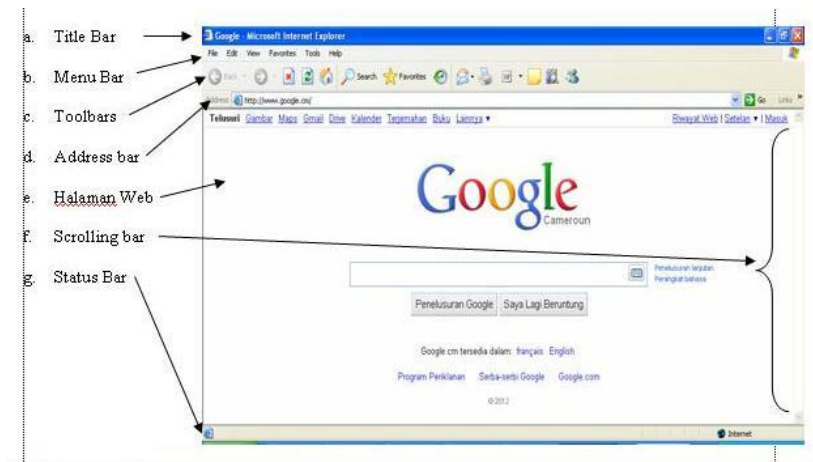 a. Title Bar
b. Menu Bar
c. Toolbars
d. Address bar
e. Halaman Web
f. Scrolling bar
g. Status Bar
Google - Microsoft Internet Explorer
File Edit View Favorites Tools Help
Back Search Favorites
Address http://www.google.cm/ Go Links
Telusuri Gambar Maps Gmail Drive Kalender Terjemahan Buku Lainnya ▼ Riwayat Web | Setelan ▼ | Masuk
Google
Cameroun
Penelusuran lanjutan
Perangkat bahasa
Penelusuran Google Saya Lagi Beruntung
Google.cm tersedia dalam: français English
Program Periklanan Serba-serbi Google Google.com
© 2012
Internet